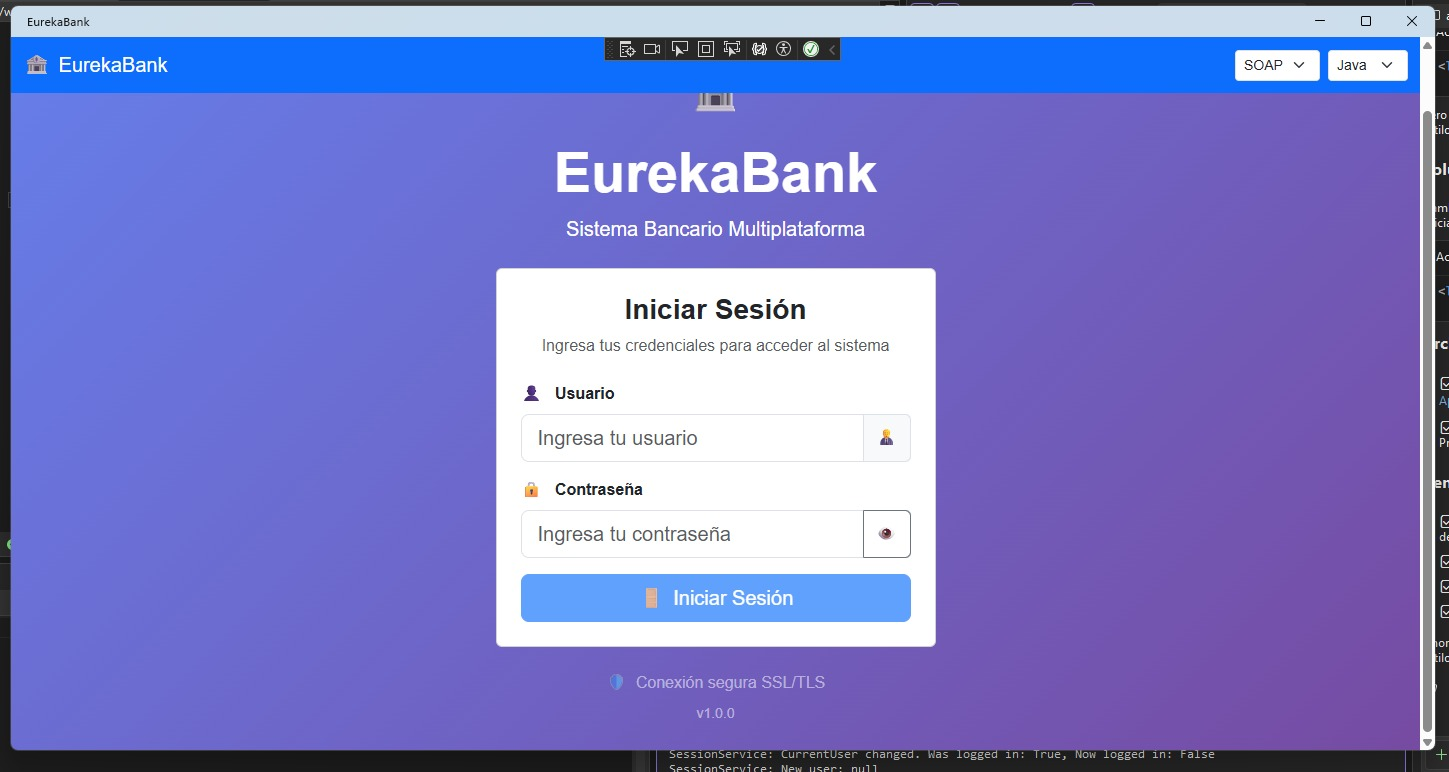 EurekaBank
EurekaBank
SOAP
Java
EurekaBank
Sistema Bancario Multiplataforma
Iniciar Sesión
Ingresa tus credenciales para acceder al sistema
Usuario
Ingresa tu usuario
Contraseña
Ingresa tu contraseña
Iniciar Sesión
Conexión segura SSL/TLS
v1.0.0
SessionService: CurrentUser changed. Was logged in: True, Now logged in: False
SessionService: New user: null